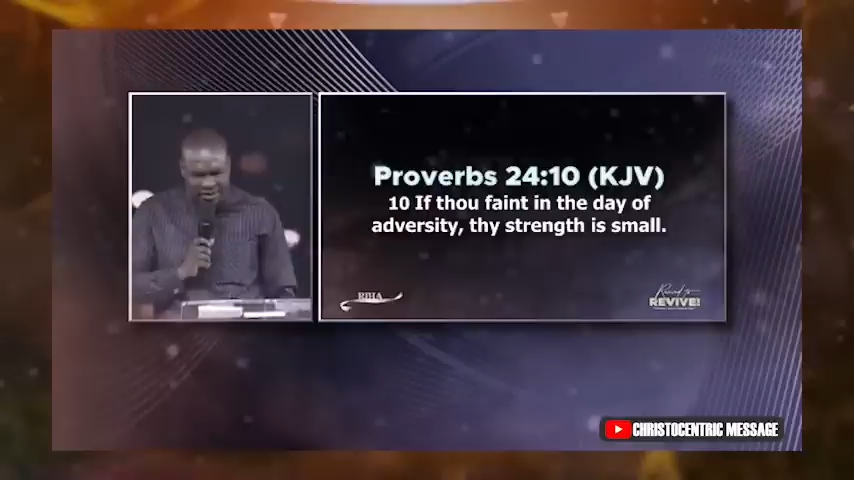 Proverbs 24:10 (KJV)
10 If thou faint in the day of
adversity, thy strength is small.
RBHA
REVIVE!
CHRISTOCENTRIC MESSAGE